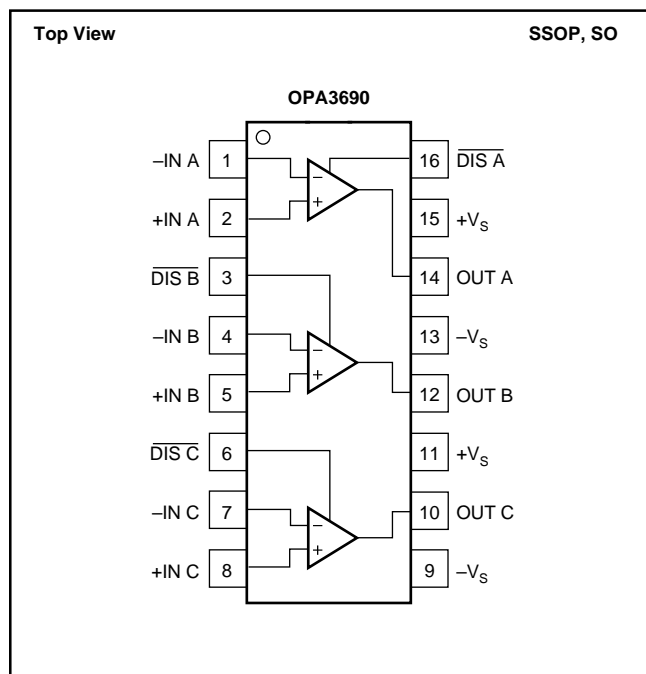 Top View
SSOP, SO
OPA3690
–IN A 1 16 DIS A
+IN A 2 15 +VS
DIS B 3 14 OUT A
–IN B 4 13 –VS
+IN B 5 12 OUT B
DIS C 6 11 +VS
–IN C 7 10 OUT C
+IN C 8 9 –VS
− +
− +
− +